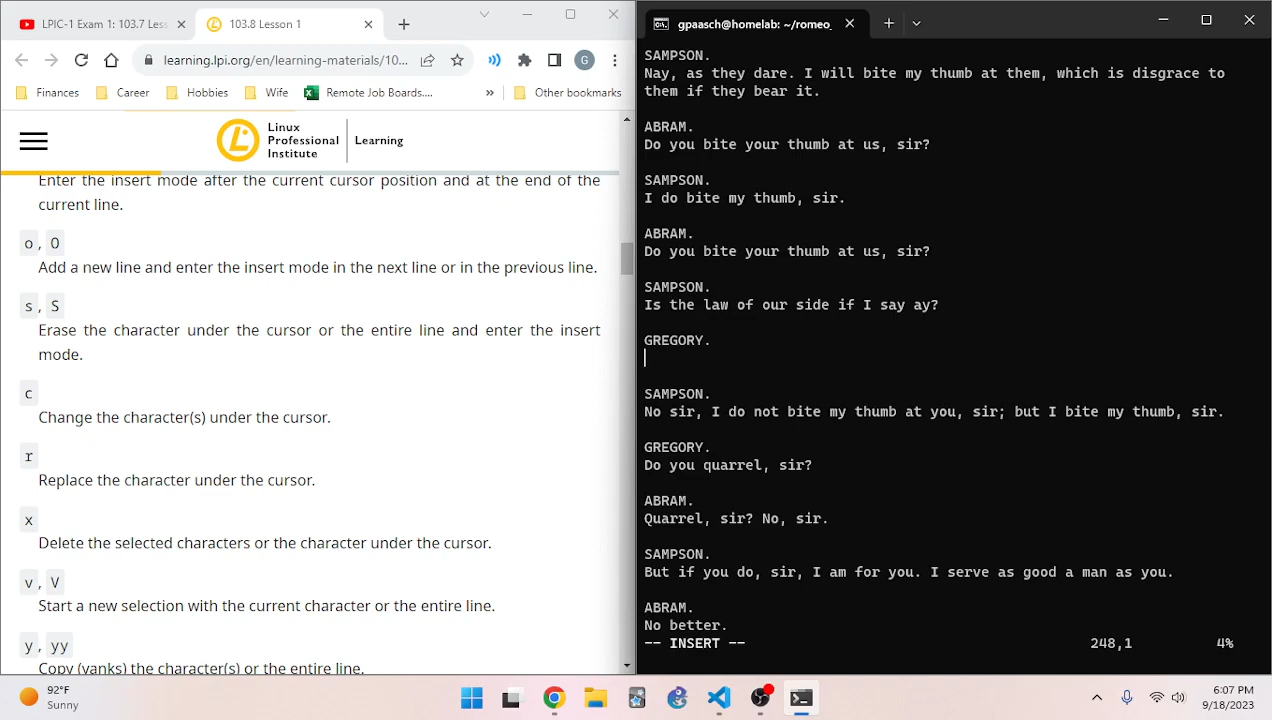 LPIC-1 Exam 1: 103.7 Less
103.8 Lesson 1
learning.lpi.org/en/learning-materials/10...
G
Finances
Career
Hobbies
Wife
Remote Job Boards....
»
Other bookmarks
Linux
Professional
Institute
Learning
Enter the insert mode after the current cursor position and at the end of the
current line.
o, O
Add a new line and enter the insert mode in the next line or in the previous line.
s, S
Erase the character under the cursor or the entire line and enter the insert
mode.
c
Change the character(s) under the cursor.
r
Replace the character under the cursor.
x
Delete the selected characters or the character under the cursor.
v, V
Start a new selection with the current character or the entire line.
y, yy
Copy (yanks) the character(s) or the entire line.
gpaasch@homelab: ~/romeo_
SAMPSON.
Nay, as they dare. I will bite my thumb at them, which is disgrace to
them if they bear it.
ABRAM.
Do you bite your thumb at us, sir?
SAMPSON.
I do bite my thumb, sir.
ABRAM.
Do you bite your thumb at us, sir?
SAMPSON.
Is the law of our side if I say ay?
GREGORY.
SAMPSON.
No sir, I do not bite my thumb at you, sir; but I bite my thumb, sir.
GREGORY.
Do you quarrel, sir?
ABRAM.
Quarrel, sir? No, sir.
SAMPSON.
But if you do, sir, I am for you. I serve as good a man as you.
ABRAM.
No better.
-- INSERT -- 248,1 4%
92°F
Sunny
6:07 PM
9/18/2023